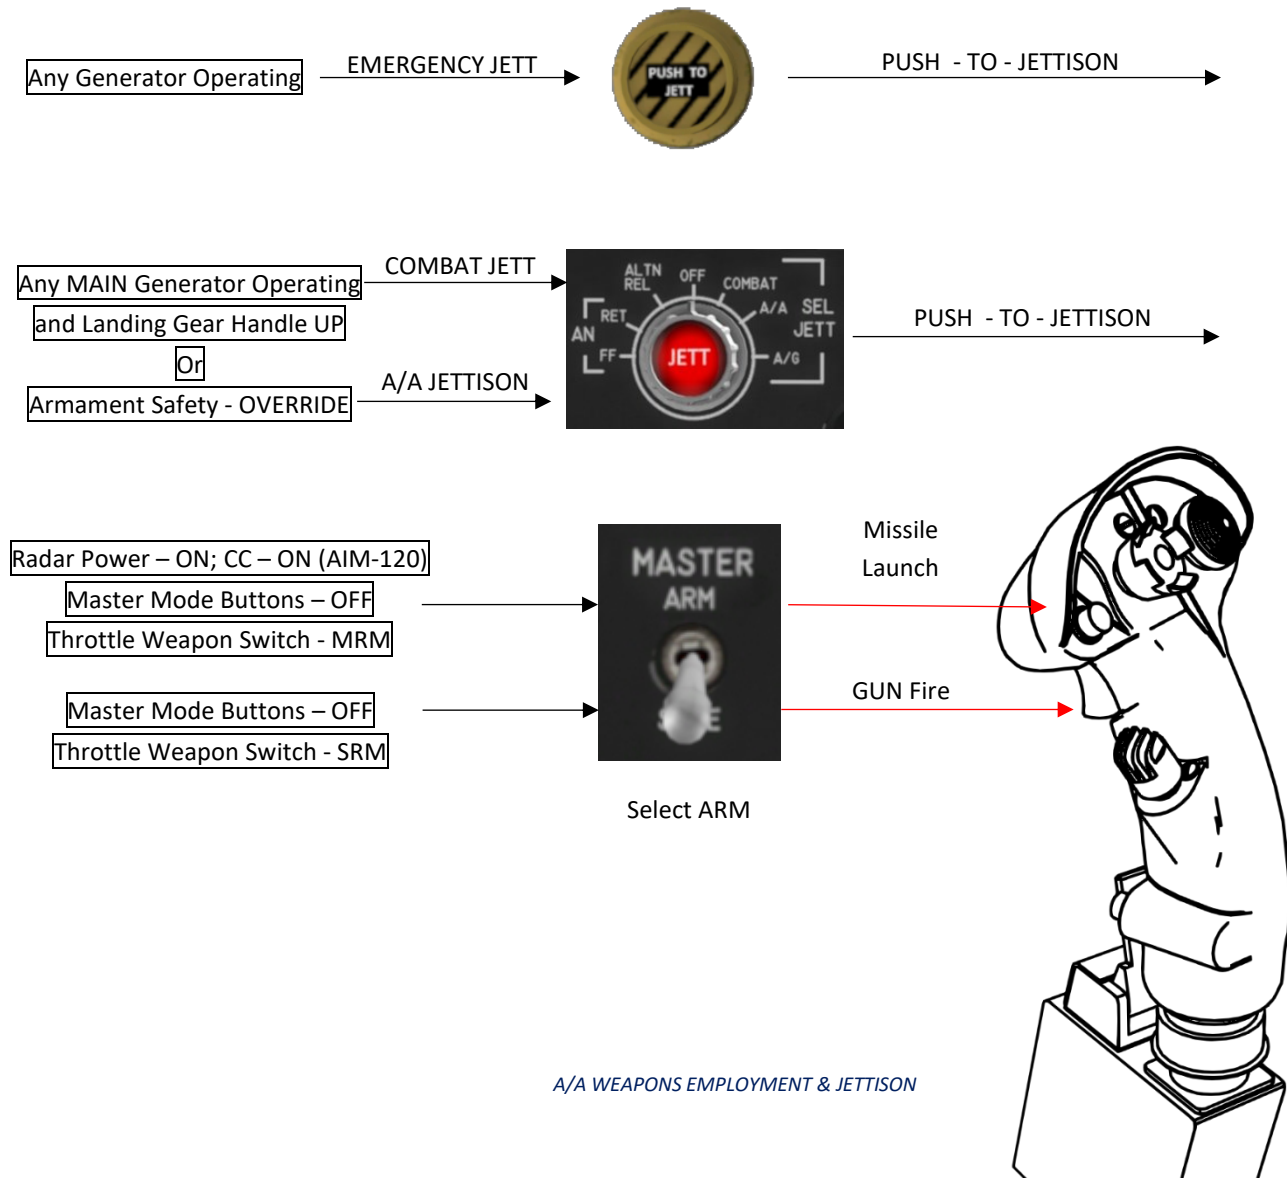 Any Generator Operating
EMERGENCY JETT
PUSH TO
JETT
PUSH - TO - JETTISON
Any MAIN Generator Operating
and Landing Gear Handle UP
Or
Armament Safety - OVERRIDE
COMBAT JETT
A/A JETTISON
ALTN
REL
OFF
COMBAT
RET
AN
FF
A/A
SEL
JETT
A/G
JETT
PUSH - TO - JETTISON
Radar Power – ON; CC – ON (AIM-120)
Master Mode Buttons – OFF
Throttle Weapon Switch - MRM
Master Mode Buttons – OFF
Throttle Weapon Switch - SRM
MASTER
ARM
Select ARM
Missile
Launch
GUN Fire
A/A WEAPONS EMPLOYMENT & JETTISON